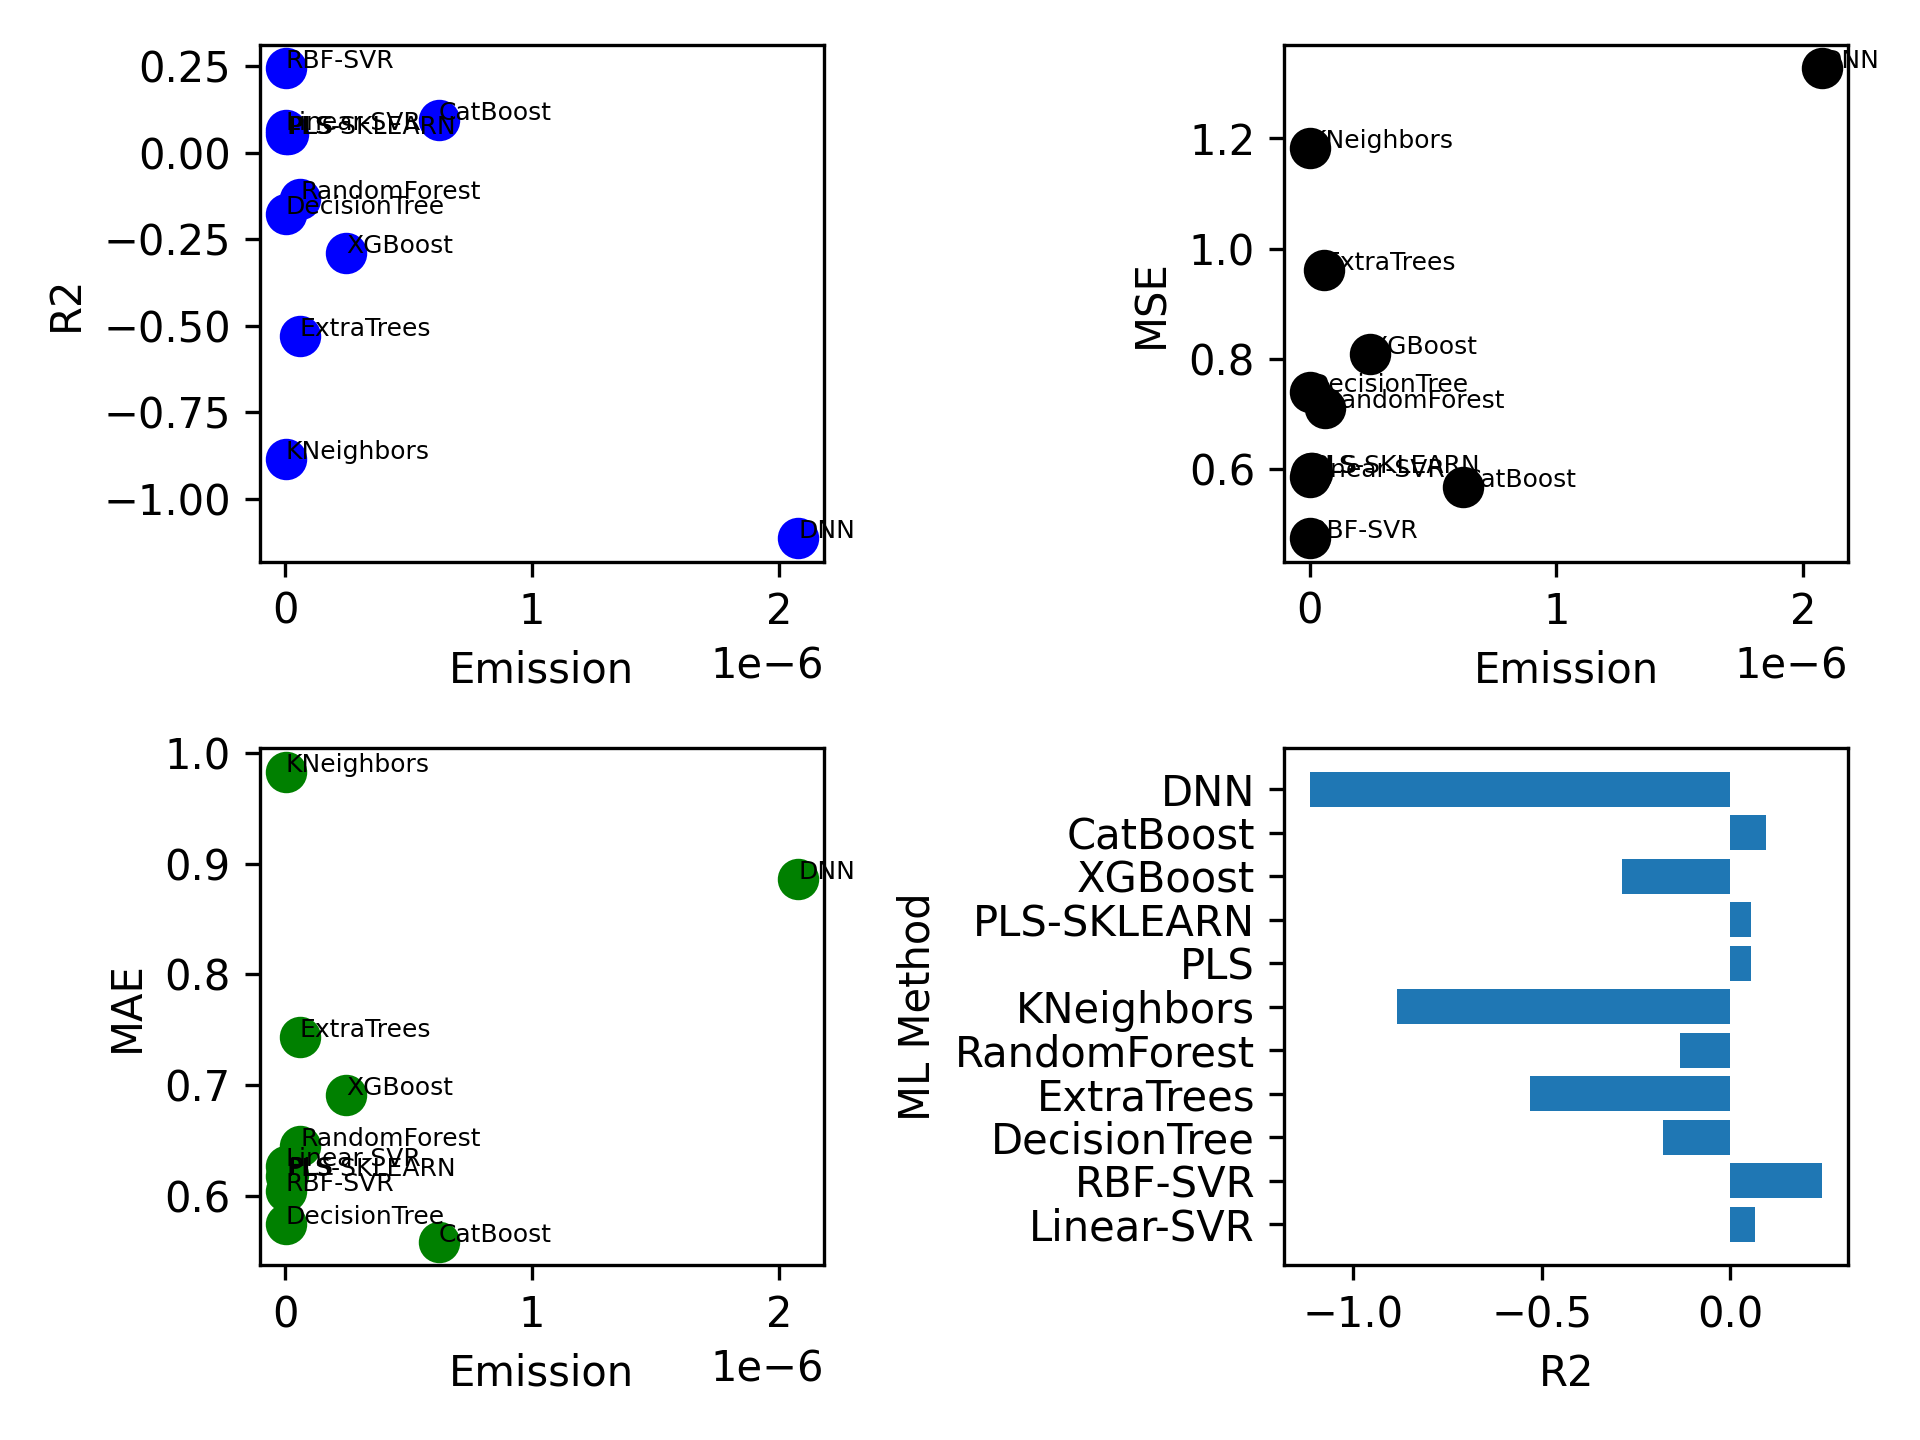 0.25
0.00
−0.25
−0.50
−0.75
−1.00
R2
RBF-SVR
CatBoost
Linear-SVR
PLS-SKLEARN
RandomForest
DecisionTree
XGBoost
ExtraTrees
KNeighbors
DNN
0 1 2
Emission
1e−6
1.2
1.0
0.8
0.6
MSE
DNN
KNeighbors
ExtraTrees
XGBoost
DecisionTree
RandomForest
PLS-SKLEARN
Linear-SVR
CatBoost
RBF-SVR
0 1 2
Emission
1e−6
1.0
0.9
0.8
0.7
0.6
MAE
KNeighbors
DNN
ExtraTrees
XGBoost
RandomForest
Linear-SVR
PLS-SKLEARN
RBF-SVR
DecisionTree
CatBoost
0 1 2
Emission
1e−6
ML Method
DNN
CatBoost
XGBoost
PLS-SKLEARN
PLS
KNeighbors
RandomForest
ExtraTrees
DecisionTree
RBF-SVR
Linear-SVR
−1.0 −0.5 0.0
R2